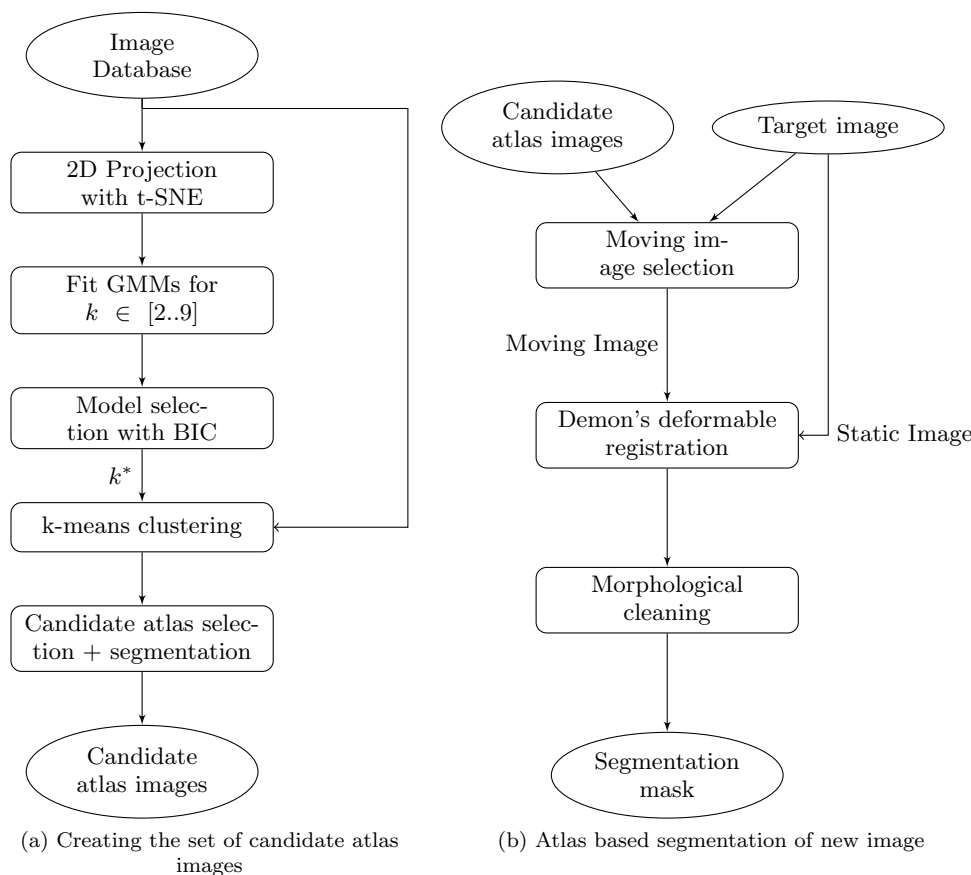 Image
Database
2D Projection
with t-SNE
Fit GMMs for
k ∈ [2..9]
Model selec-
tion with BIC
k*
k-means clustering
Candidate atlas selec-
tion + segmentation
Candidate
atlas images
(a) Creating the set of candidate atlas
images
Candidate
atlas images
Target image
Moving im-
age selection
Moving Image
Demon's deformable
registration
Static Image
Morphological
cleaning
Segmentation
mask
(b) Atlas based segmentation of new image